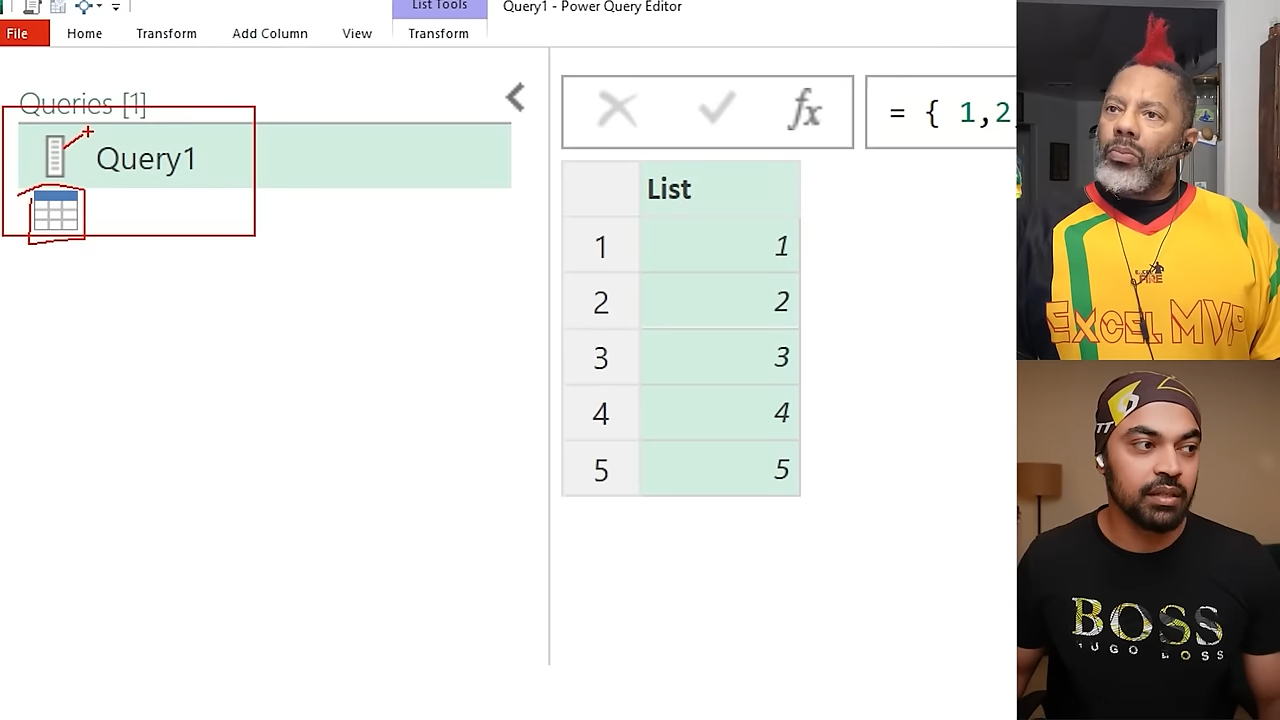 List Tools
Query1 - Power Query Editor
File
Home
Transform
Add Column
View
Transform
Queries [1]
Query1
fx
= { 1,2
List
1 1
2 2
3 3
4 4
5 5
FIRE
EXCEL MVP
BOSS
HUGO BOSS